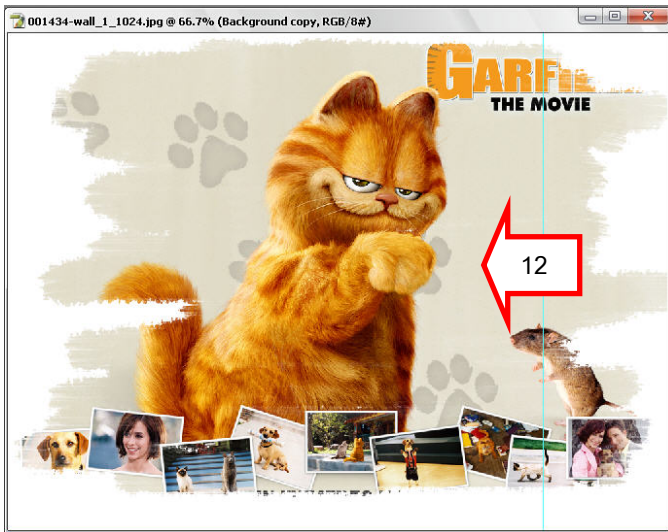 001434-wall_1_1024.jpg @ 66.7% (Background copy, RGB/8#)
GARFI
THE MOVIE
12